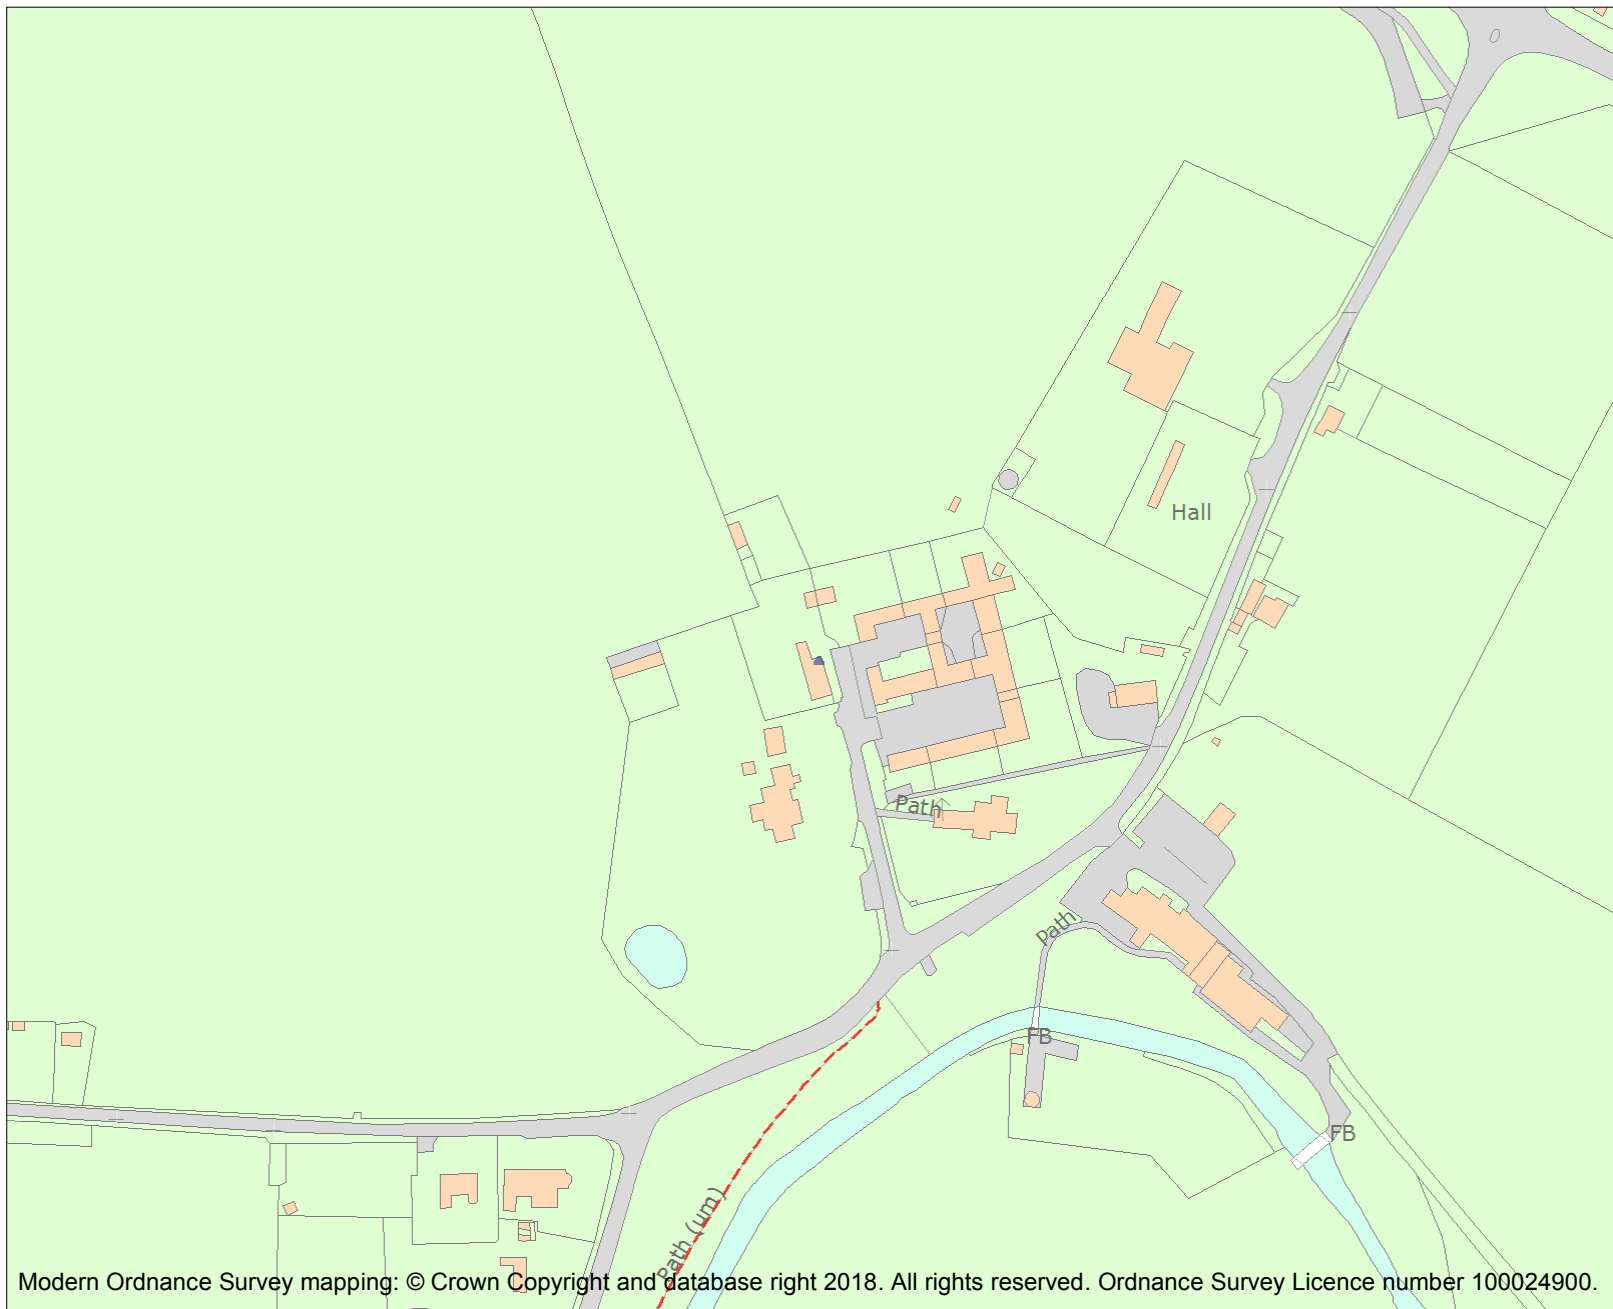 Hall
Path
Path
FB
FB
Path (um)
Modern Ordnance Survey mapping: © Crown Copyright and database right 2018. All rights reserved. Ordnance Survey Licence number 100024900.